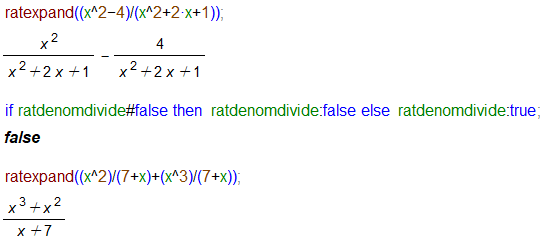 ratexpand((x^2−4)/(x^2+2·x+1));
x^2/(x^2+2 x+1) − 4/(x^2+2 x+1)
if ratdenomdivide#false then ratdenomdivide:false else ratdenomdivide:true;
false
ratexpand((x^2)/(7+x)+(x^3)/(7+x));
(x^3+x^2)/(x+7)